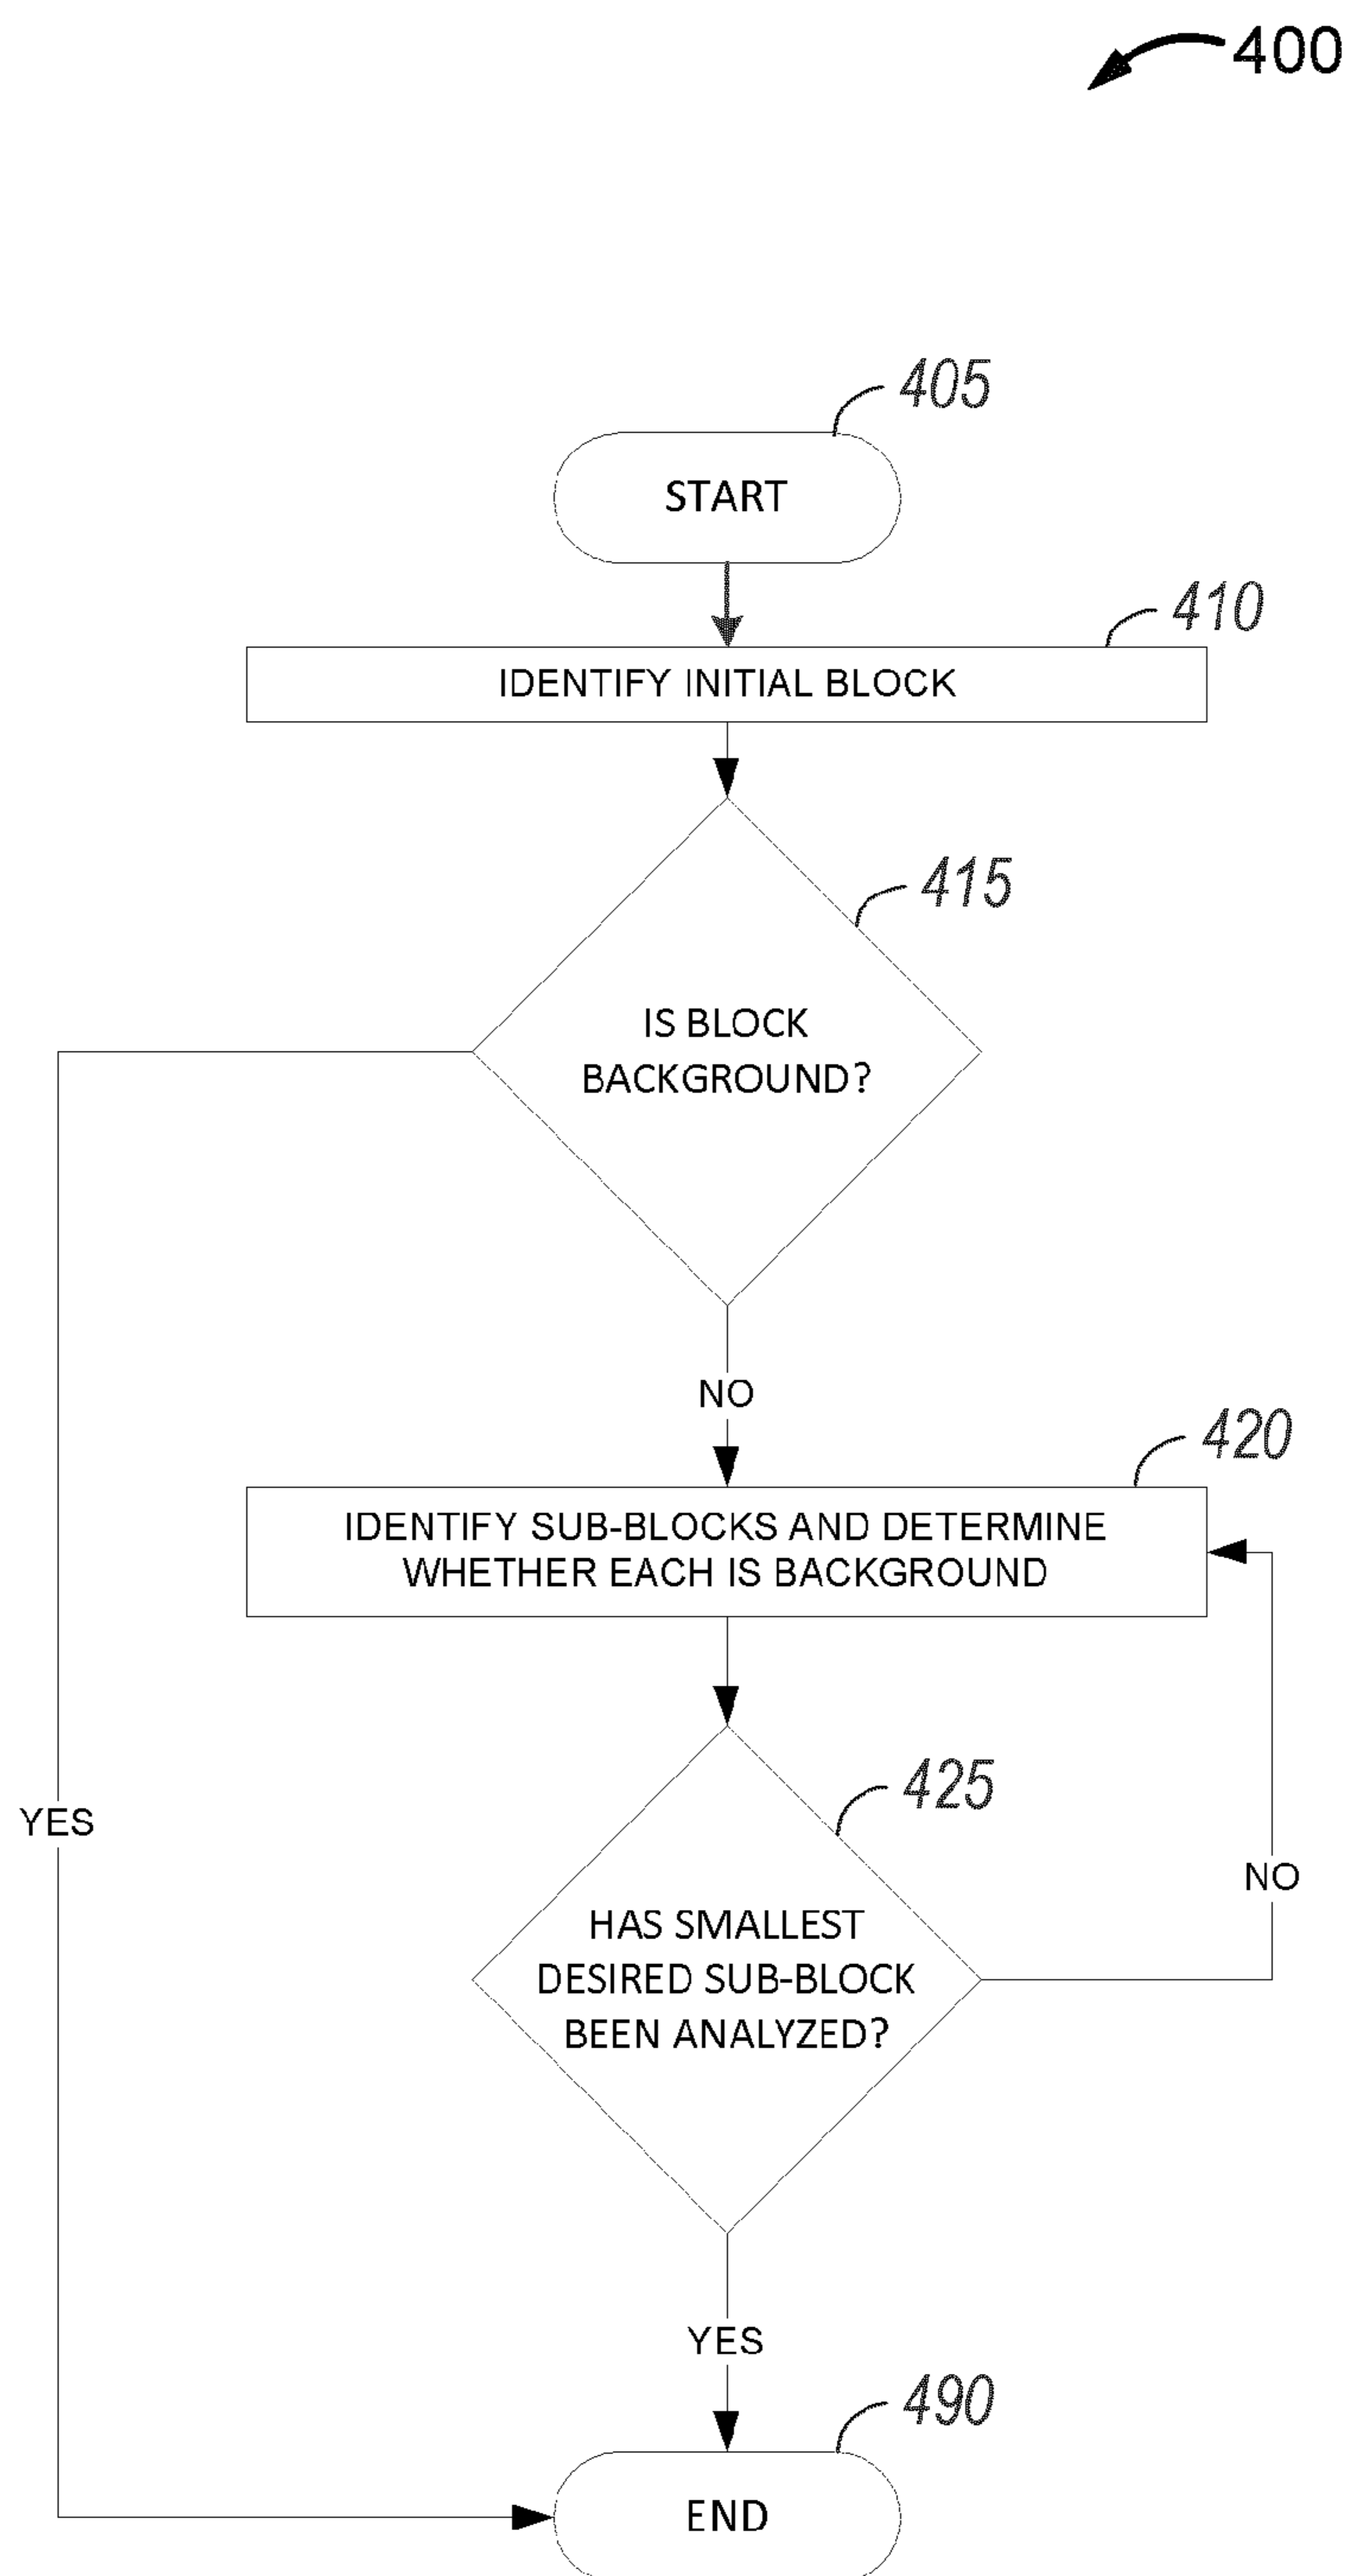 400
405
START
410
IDENTIFY INITIAL BLOCK
415
IS BLOCK
BACKGROUND?
NO
420
IDENTIFY SUB-BLOCKS AND DETERMINE
WHETHER EACH IS BACKGROUND
425
YES
NO
HAS SMALLEST
DESIRED SUB-BLOCK
BEEN ANALYZED?
YES
490
END